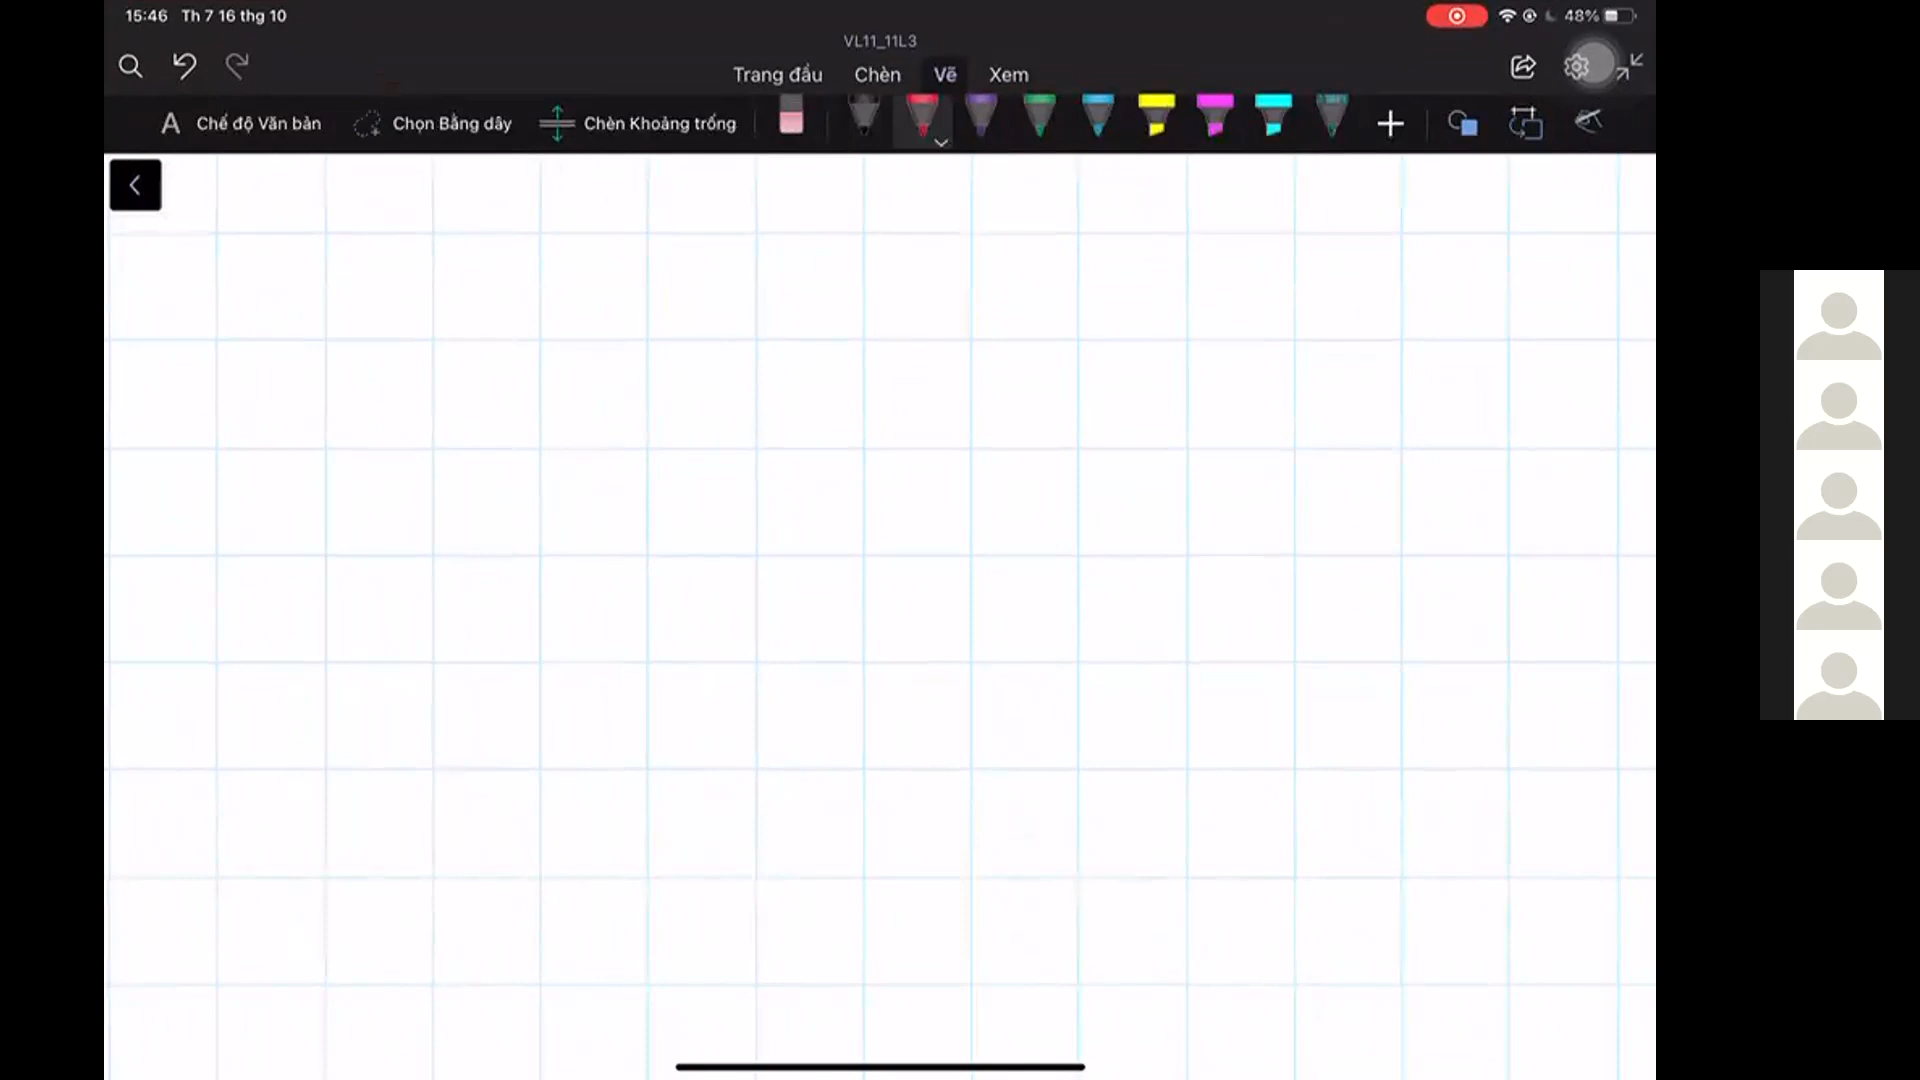 15:46 Th 7 16 thg 10
48%
VL11_11L3
Trang đầu Chèn Vẽ Xem
A Chế độ Văn bản Chọn Bằng dây Chèn Khoảng trống